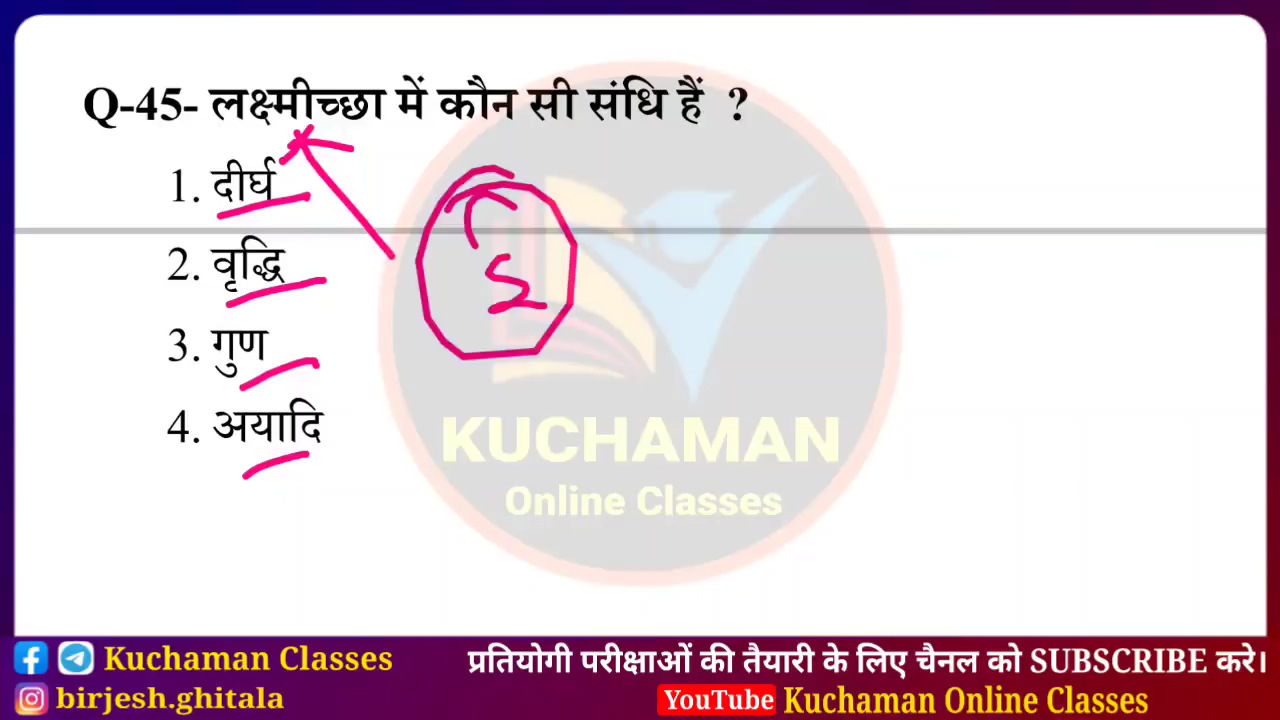 Q-45- लक्ष्मीच्छा में कौन सी संधि हैं ?
1. दीर्घ
2. वृद्धि
3. गुण
4. अयादि
KUCHAMAN
Online Classes
Kuchaman Classes
birjesh.ghitala
प्रतियोगी परीक्षाओं की तैयारी के लिए चैनल को SUBSCRIBE करे।
YouTube Kuchaman Online Classes